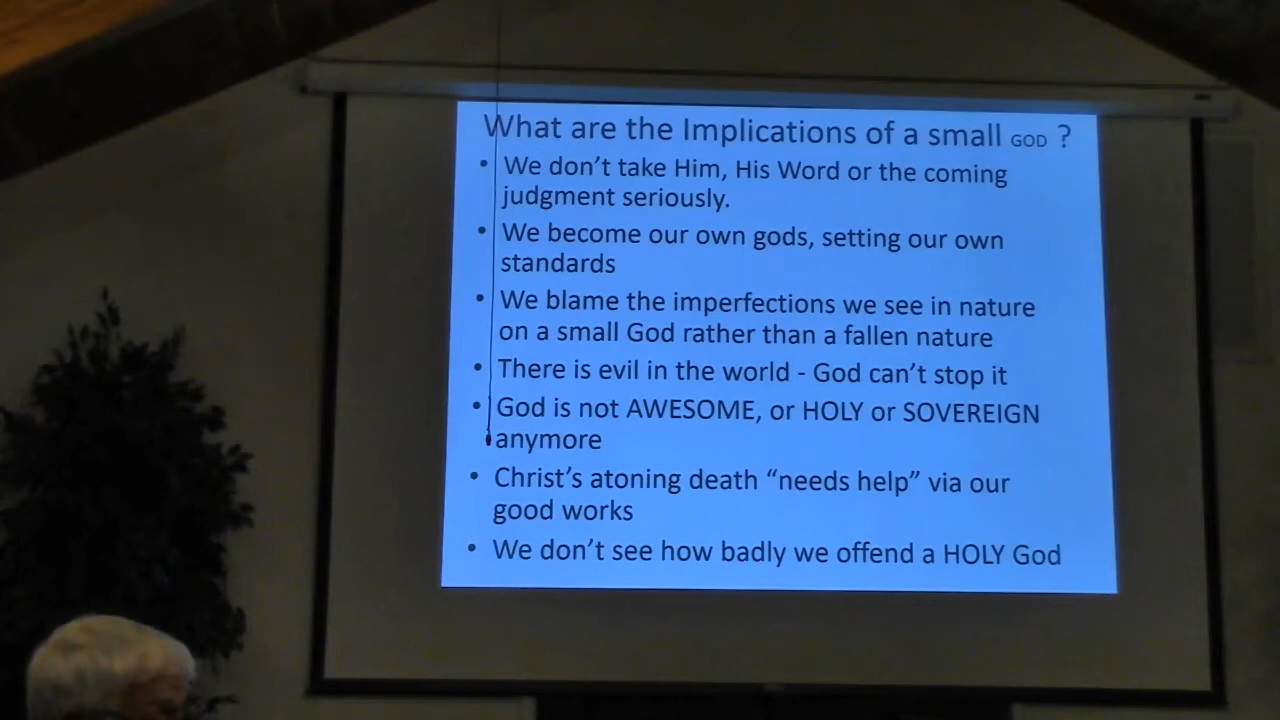 What are the Implications of a small GOD ?
• We don't take Him, His Word or the coming
judgment seriously.
• We become our own gods, setting our own
standards
• We blame the imperfections we see in nature
on a small God rather than a fallen nature
• There is evil in the world - God can't stop it
• God is not AWESOME, or HOLY or SOVEREIGN
anymore
• Christ's atoning death “needs help” via our
good works
• We don't see how badly we offend a HOLY God